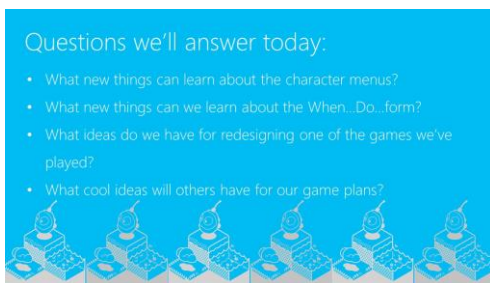 Questions we'll answer today:
• What new things can learn about the character menus?
• What new things can we learn about the When...Do...form?
• What ideas do we have for redesigning one of the games we've
played?
• What cool ideas will others have for our game plans?